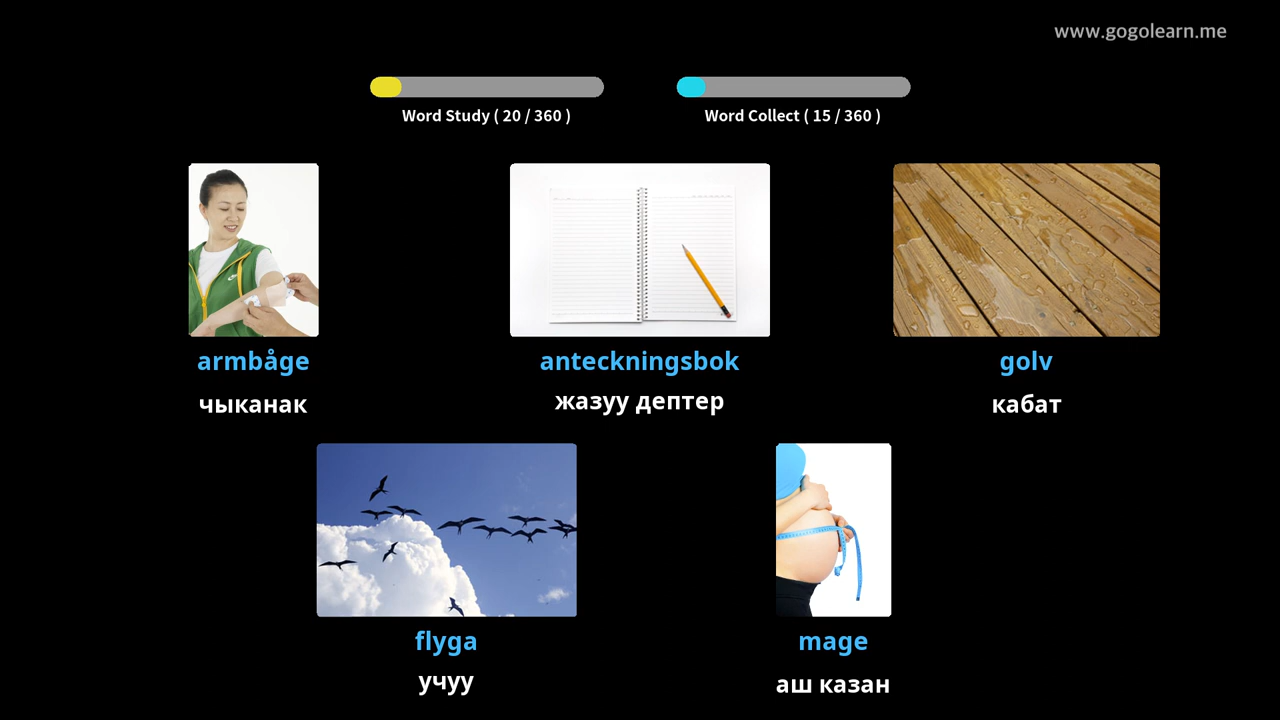 www.gogolearn.me
Word Study ( 20 / 360 )
Word Collect ( 15 / 360 )
armbåge
anteckningsbok
golv
чыканак
жазуу дептер
кабат
flyga
mage
учуу
аш казан